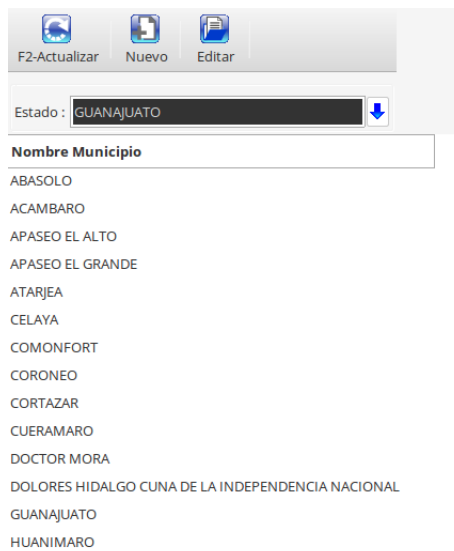 F2-Actualizar Nuevo Editar
Estado : GUANAJUATO
Nombre Municipio
ABASOLO
ACAMBARO
APASEO EL ALTO
APASEO EL GRANDE
ATARJEA
CELAYA
COMONFORT
CORONEO
CORTAZAR
CUERAMARO
DOCTOR MORA
DOLORES HIDALGO CUNA DE LA INDEPENDENCIA NACIONAL
GUANAJUATO
HUANIMARO